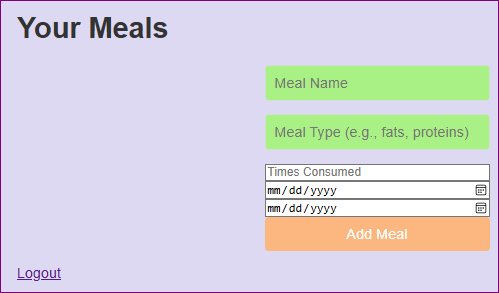 Your Meals
Meal Name
Meal Type (e.g., fats, proteins)
Times Consumed
mm/dd/yyyy
mm/dd/yyyy
Add Meal
Logout